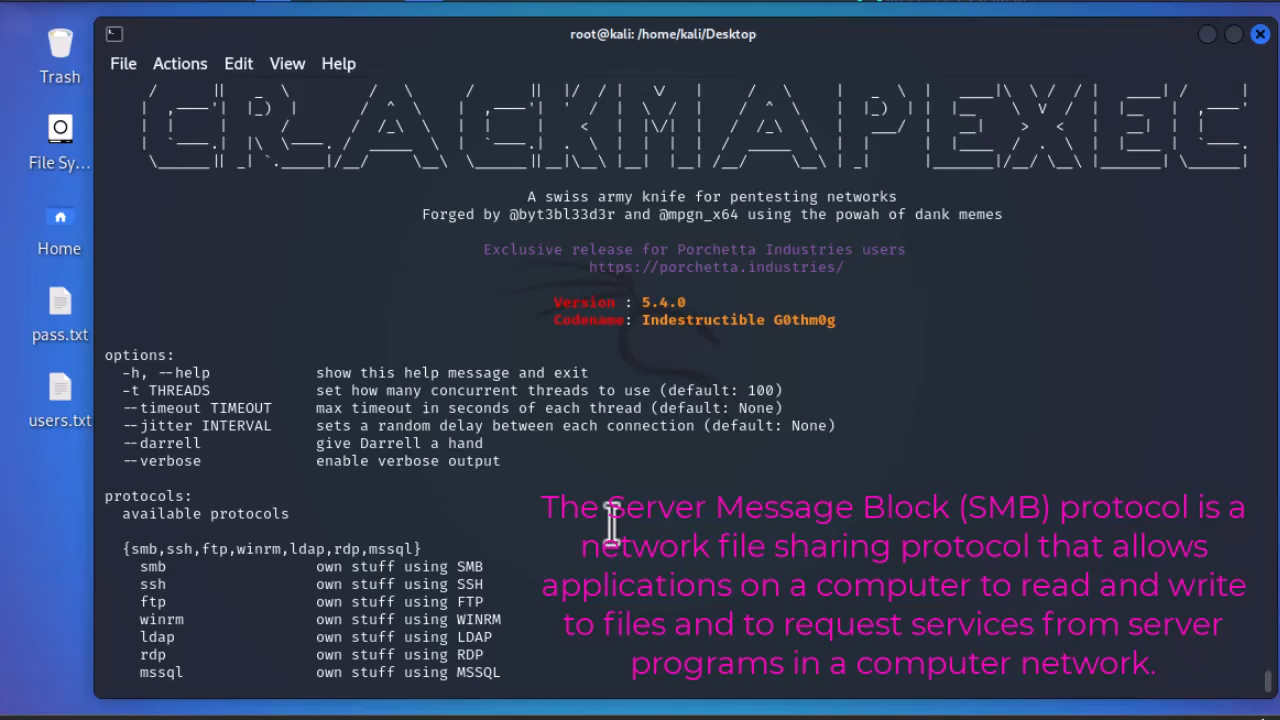 root@kali: /home/kali/Desktop
File Actions Edit View Help
Trash
File Sy...
Home
pass.txt
users.txt
CRACKMAPEXEC
A swiss army knife for pentesting networks
Forged by @byt3bl33d3r and @mpgn_x64 using the powah of dank memes
Exclusive release for Porchetta Industries users
https://porchetta.industries/
Version : 5.4.0
Codename: Indestructible G0thm0g
options:
-h, --help show this help message and exit
-t THREADS set how many concurrent threads to use (default: 100)
--timeout TIMEOUT max timeout in seconds of each thread (default: None)
--jitter INTERVAL sets a random delay between each connection (default: None)
--darrell give Darrell a hand
--verbose enable verbose output
protocols:
available protocols
{smb,ssh,ftp,winrm,ldap,rdp,mssql}
smb own stuff using SMB
ssh own stuff using SSH
ftp own stuff using FTP
winrm own stuff using WINRM
ldap own stuff using LDAP
rdp own stuff using RDP
mssql own stuff using MSSQL
The Server Message Block (SMB) protocol is a
network file sharing protocol that allows
applications on a computer to read and write
to files and to request services from server
programs in a computer network.